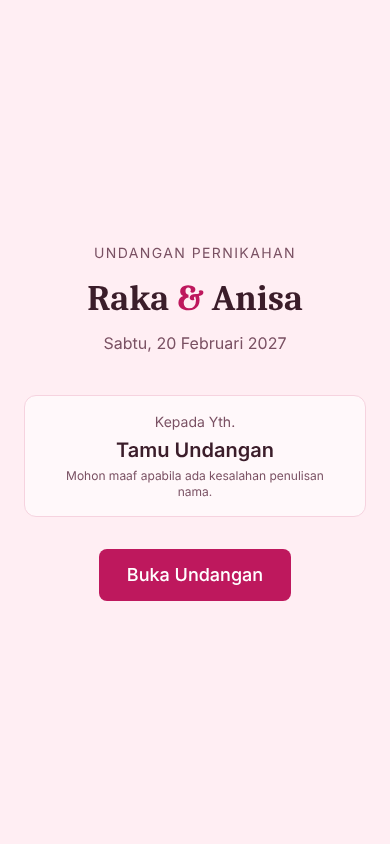 UNDANGAN PERNIKAHAN
Raka & Anisa
Sabtu, 20 Februari 2027
Kepada Yth.
Tamu Undangan
Mohon maaf apabila ada kesalahan penulisan
nama.
Buka Undangan